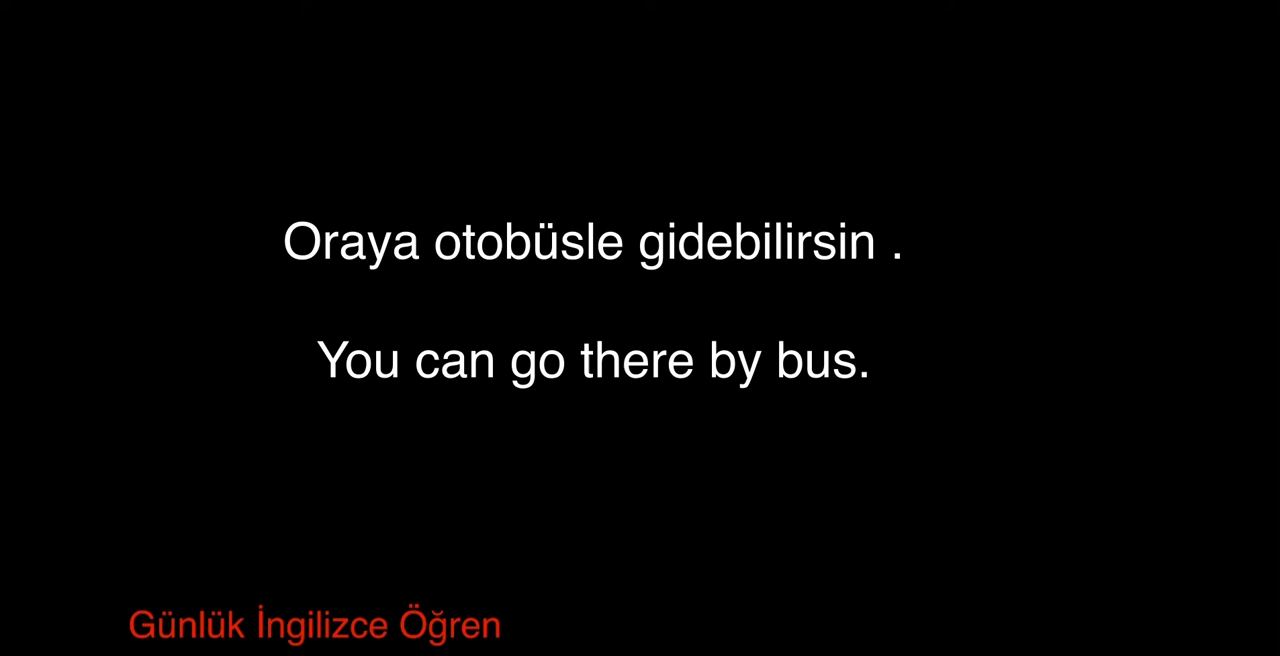 Oraya otobüsle gidebilirsin .
You can go there by bus.
Günlük İngilizce Öğren